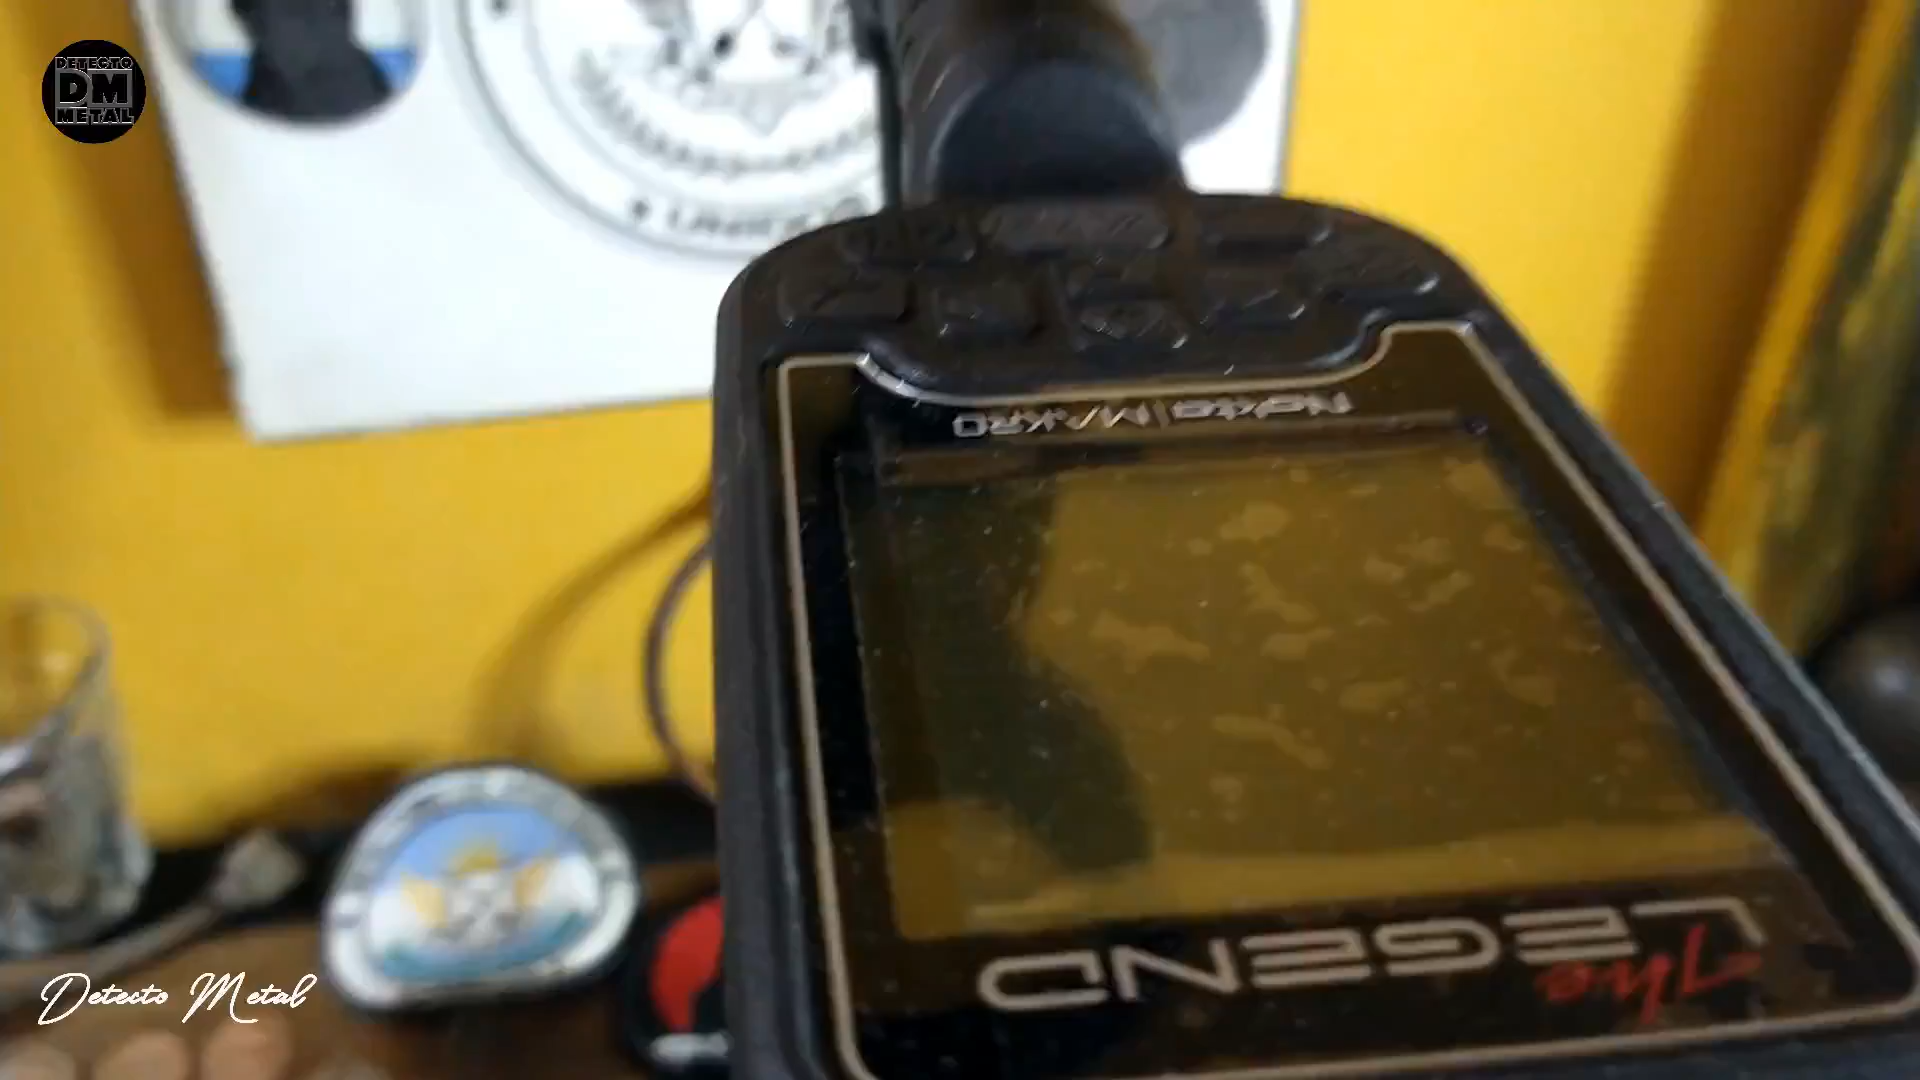 DETECTO
DM
METAL
Nokta|MAKRO
The
LEGEND
Detecto Metal